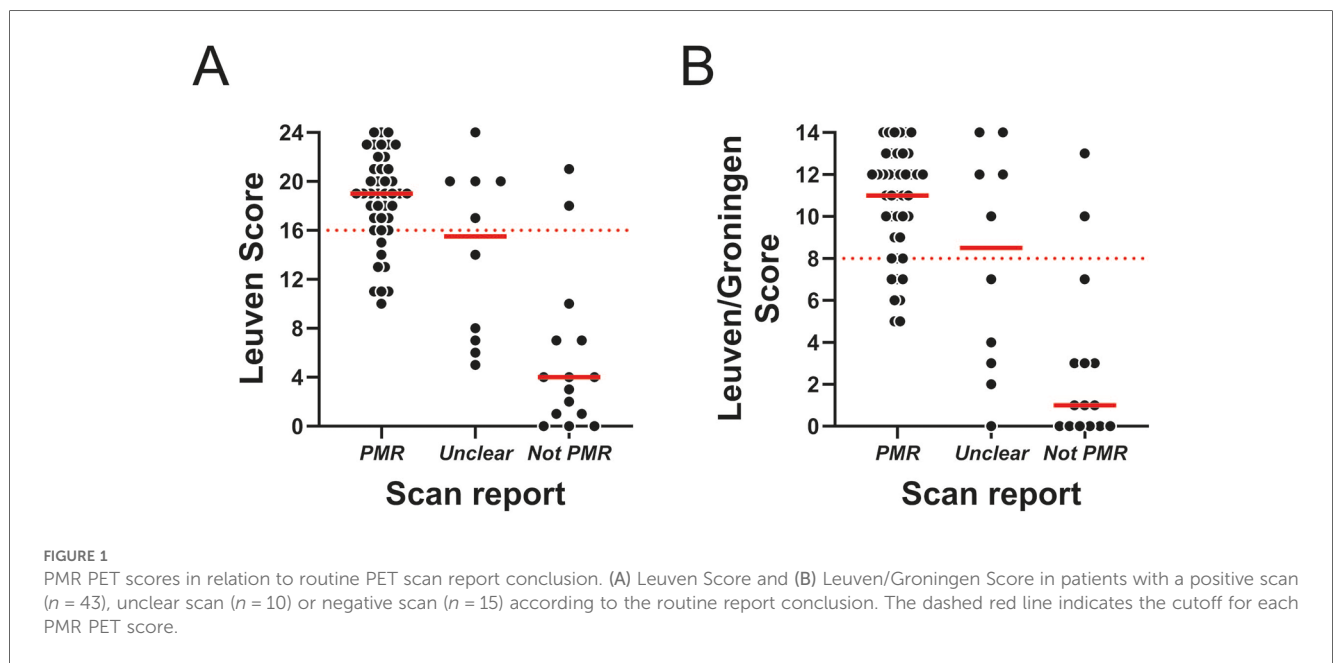 A
B
Leuven Score
24
20
16
12
8
4
0
PMR
Unclear
Not PMR
Scan report
Leuven/Groningen
Score
14
12
10
8
6
4
2
0
PMR
Unclear
Not PMR
Scan report
FIGURE 1
PMR PET scores in relation to routine PET scan report conclusion. (A) Leuven Score and (B) Leuven/Groningen Score in patients with a positive scan
(n = 43), unclear scan (n = 10) or negative scan (n = 15) according to the routine report conclusion. The dashed red line indicates the cutoff for each
PMR PET score.